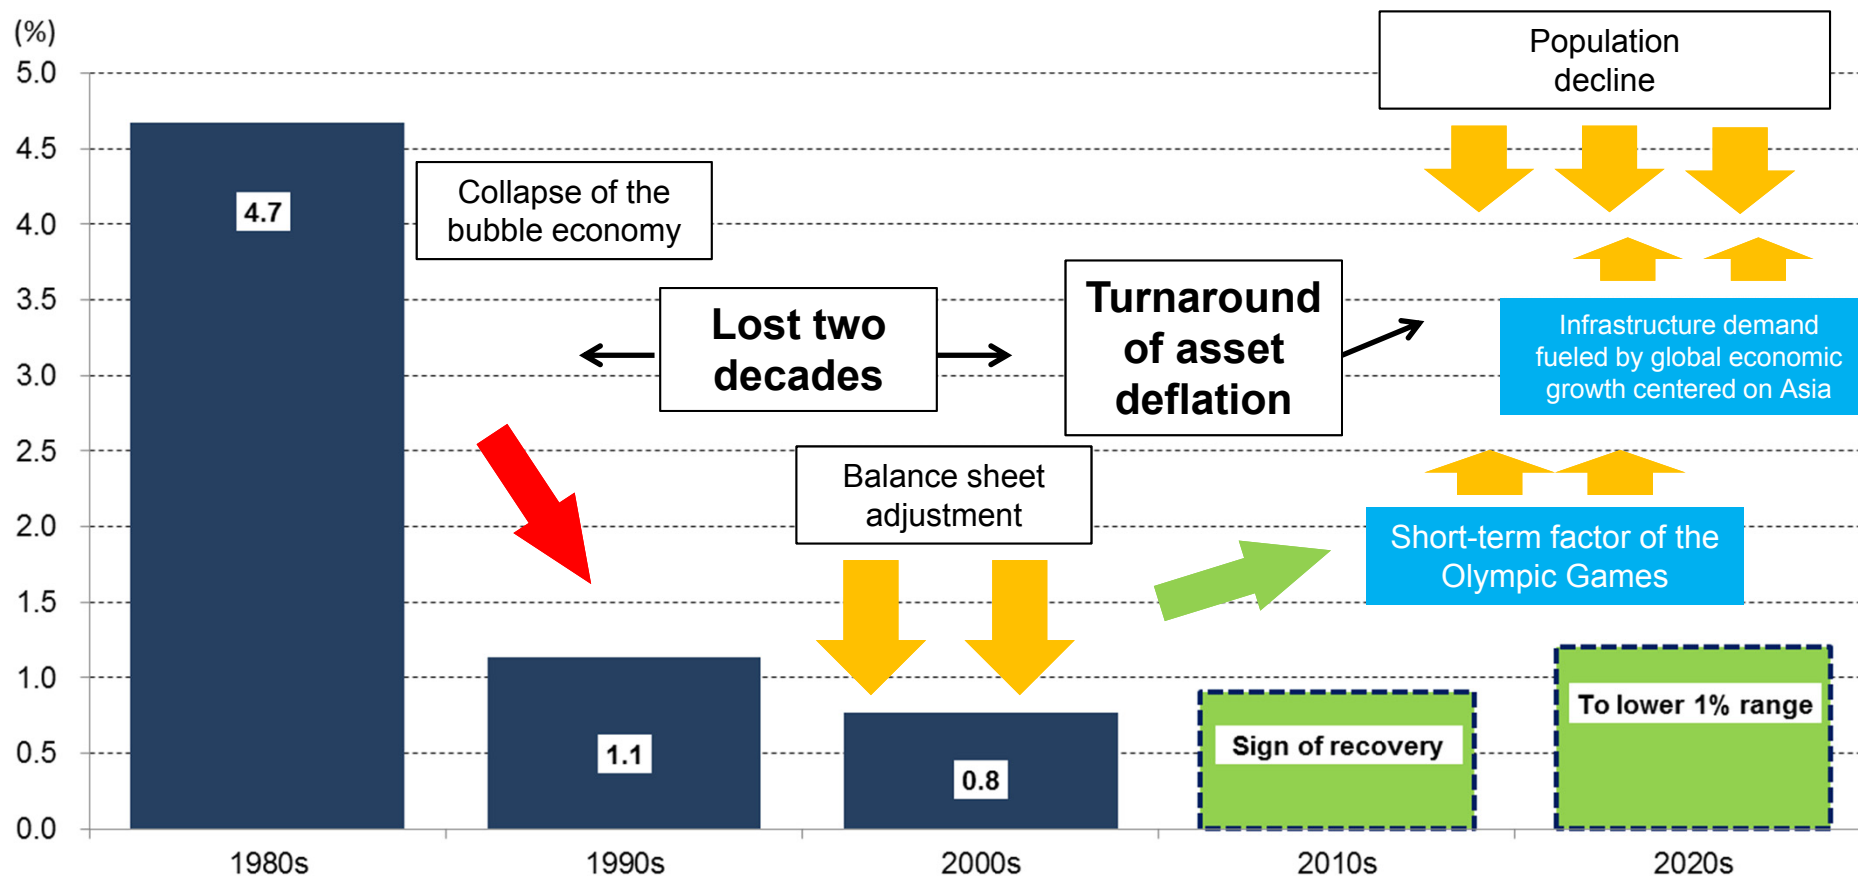 (%)
5.0
4.5
4.0
3.5
3.0
2.5
2.0
1.5
1.0
0.5
0.0
4.7
Collapse of the
bubble economy
Lost two
decades
Turnaround
of asset
deflation
Population
decline
Infrastructure demand
fueled by global economic
growth centered on Asia
Balance sheet
adjustment
Short-term factor of the
Olympic Games
1.1
0.8
Sign of recovery
To lower 1% range
1980s
1990s
2000s
2010s
2020s